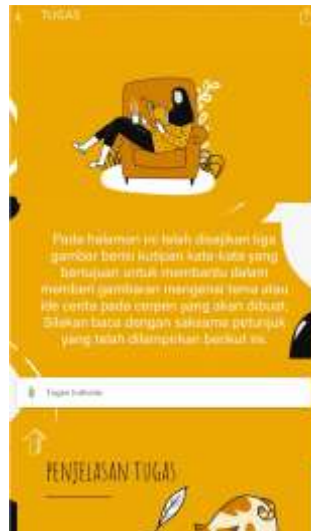 TUGAS
Pada halaman ini telah disajikan tiga
gambar berisi kutipan kata-kata yang
bertujuan untuk membantu dalam
memberi gambaran mengenai tema atau
ide cerita pada cerpen yang akan dibuat.
Silakan baca dengan saksama petunjuk
yang telah dilampirkan berikut ini.
Tugas Individu
PENJELASAN TUGAS